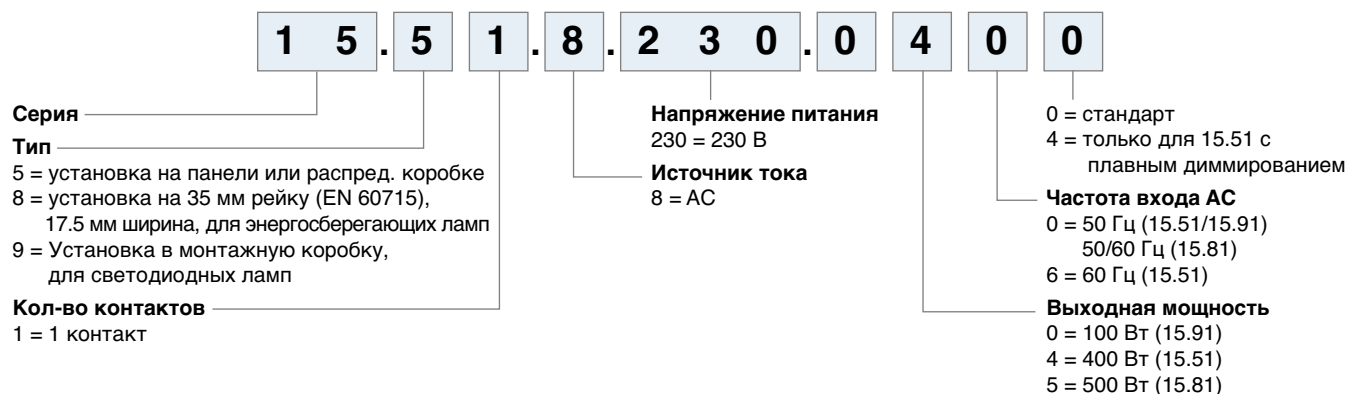 1 5 . 5 1 . 8 . 2 3 0 . 0 4 0 0
Серия
Тип
5 = установка на панели или распред. коробке
8 = установка на 35 мм рейку (EN 60715),
17.5 мм ширина, для энергосберегающих ламп
9 = Установка в монтажную коробку,
для светодиодных ламп
Кол-во контактов
1 = 1 контакт
Напряжение питания
230 = 230 В
Источник тока
8 = AC
0 = стандарт
4 = только для 15.51 с
плавным диммированием
Частота входа AC
0 = 50 Гц (15.51/15.91)
50/60 Гц (15.81)
6 = 60 Гц (15.51)
Выходная мощность
0 = 100 Вт (15.91)
4 = 400 Вт (15.51)
5 = 500 Вт (15.81)